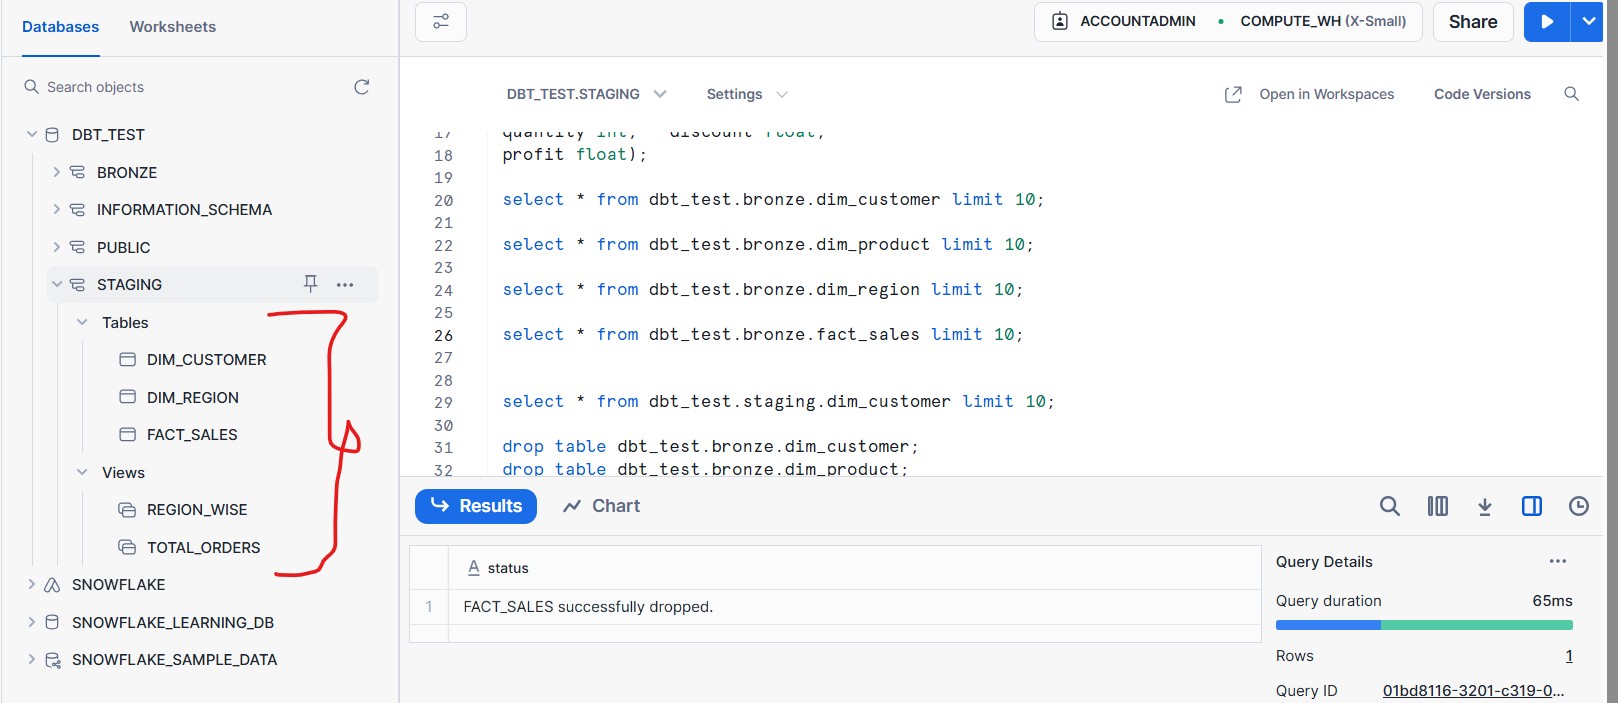 Databases Worksheets
ACCOUNTADMIN • COMPUTE_WH (X-Small) Share
Search objects
DBT_TEST
BRONZE
INFORMATION_SCHEMA
PUBLIC
STAGING
Tables
DIM_CUSTOMER
DIM_REGION
FACT_SALES
Views
REGION_WISE
TOTAL_ORDERS
SNOWFLAKE
SNOWFLAKE_LEARNING_DB
SNOWFLAKE_SAMPLE_DATA
DBT_TEST.STAGING Settings Open in Workspaces Code Versions
17 quantity int, discount float,
18 profit float);
19
20 select * from dbt_test.bronze.dim_customer limit 10;
21
22 select * from dbt_test.bronze.dim_product limit 10;
23
24 select * from dbt_test.bronze.dim_region limit 10;
25
26 select * from dbt_test.bronze.fact_sales limit 10;
27
28
29 select * from dbt_test.staging.dim_customer limit 10;
30
31 drop table dbt_test.bronze.dim_customer;
32 drop table dbt_test.bronze.dim_product;
Results Chart
A status
1 FACT_SALES successfully dropped.
Query Details
Query duration 65ms
Rows 1
Query ID 01bd8116-3201-c319-0...